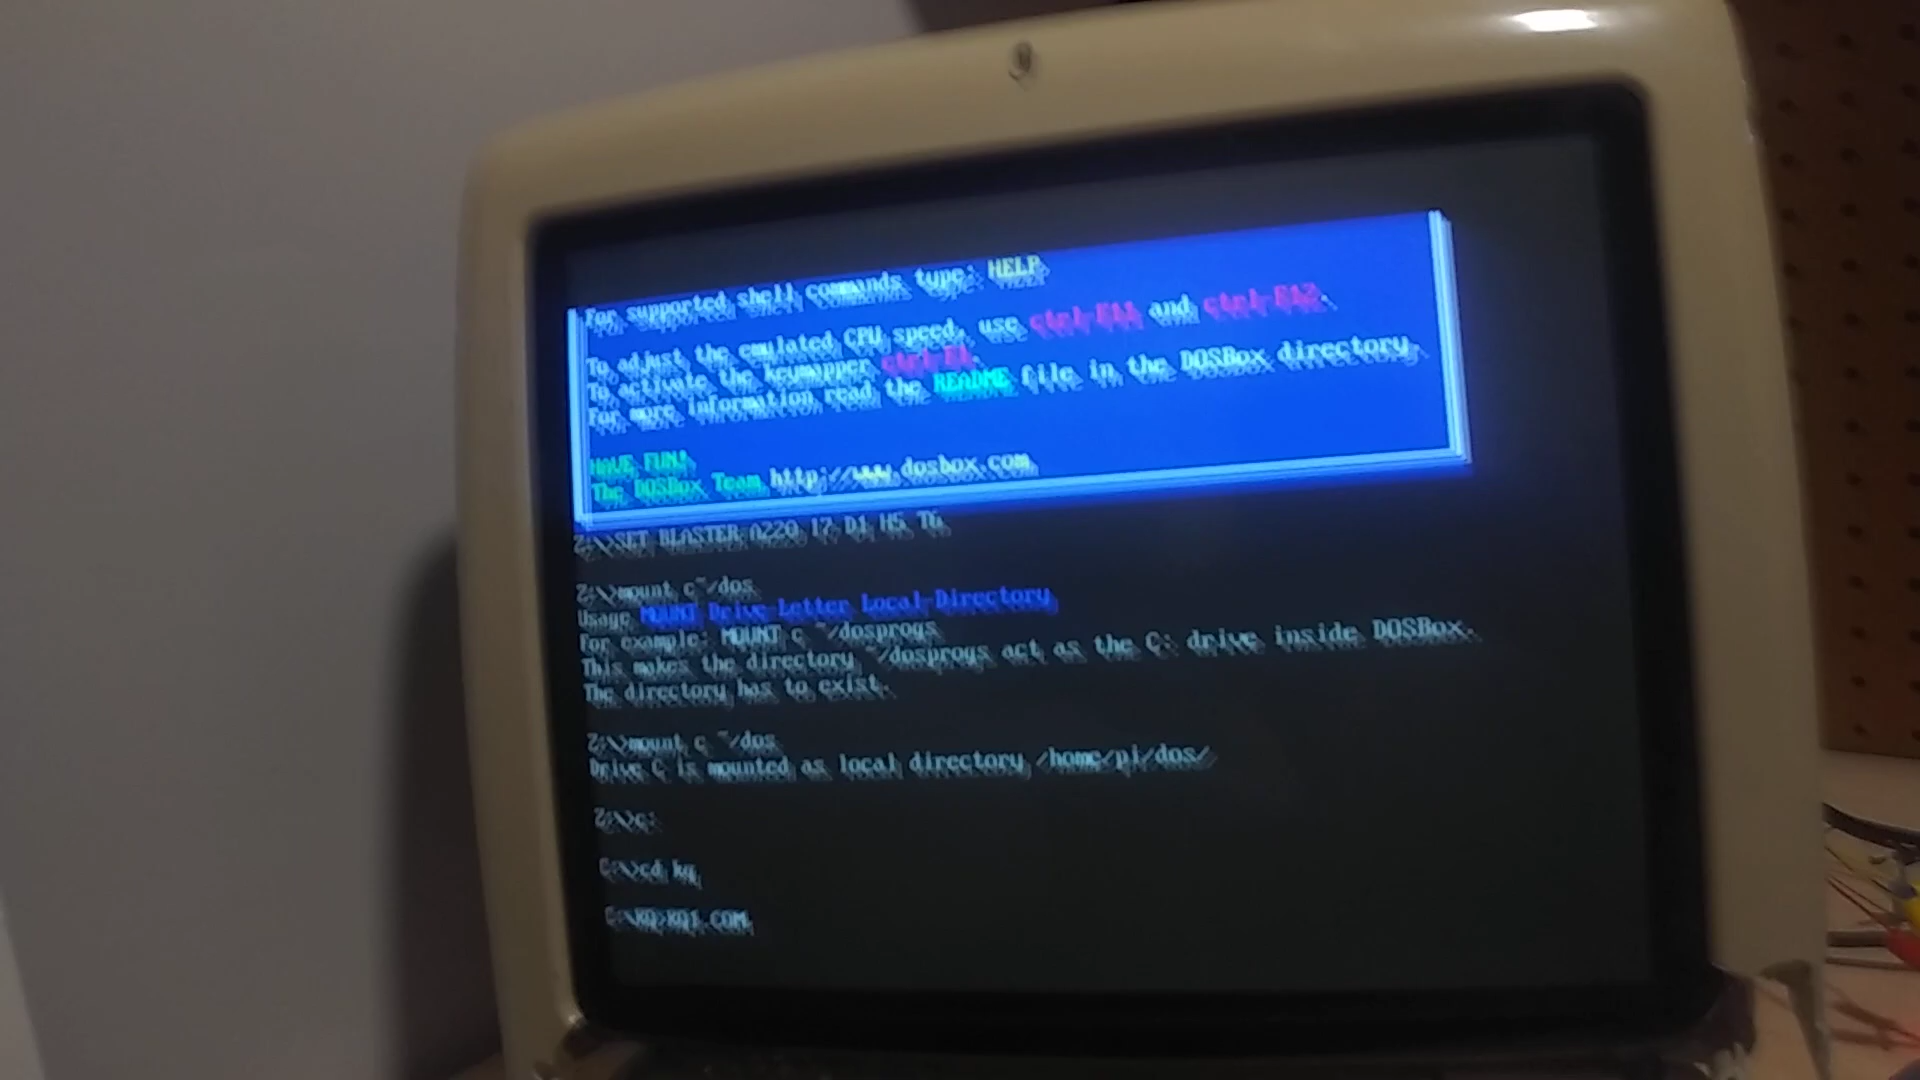 For supported shell commands type: HELP
To adjust the emulated CPU speed, use ctrl-F11 and ctrl-F12.
To activate the keymapper ctrl-F1.
For more information read the README file in the DOSBox directory.
HAVE FUN!
The DOSBox Team http://www.dosbox.com
Z:\>SET BLASTER=A220 I7 D1 H5 T6
Z:\>mount c~/dos
Usage MOUNT Drive-Letter Local-Directory
For example: MOUNT c ~/dosprogs
This makes the directory ~/dosprogs act as the C: drive inside DOSBox.
The directory has to exist.
Z:\>mount c ~/dos
Drive C is mounted as local directory /home/pi/dos/
Z:\>c:
C:\>cd kq
C:\KQ>KQ1.COM